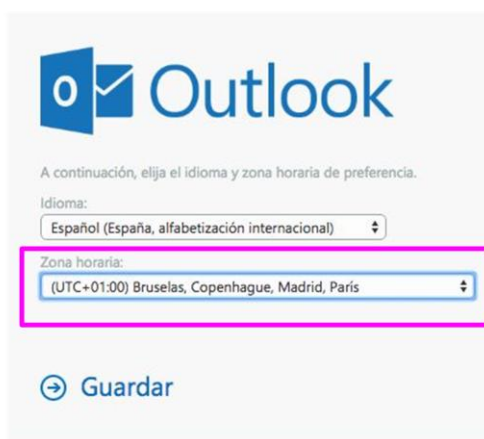 Outlook
A continuación, elija el idioma y zona horaria de preferencia.
Idioma:
Español (España, alfabetización internacional)
Zona horaria:
(UTC+01:00) Bruselas, Copenhague, Madrid, París
Guardar